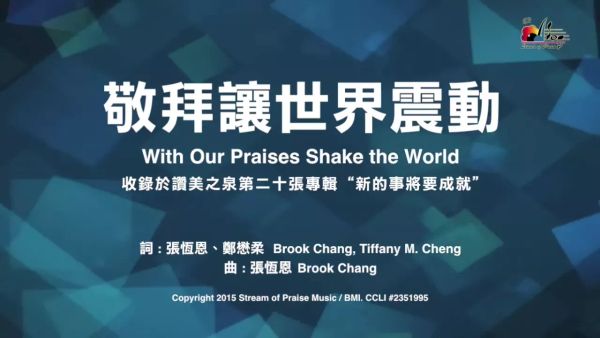 敬拜讓世界震動
With Our Praises Shake the World
收錄於讚美之泉第二十張專輯“新的事將要成就”
詞:張恆恩、鄭懋柔 Brook Chang, Tiffany M. Cheng
曲:張恆恩 Brook Chang
Copyright 2015 Stream of Praise Music / BMI. CCLI #2351995